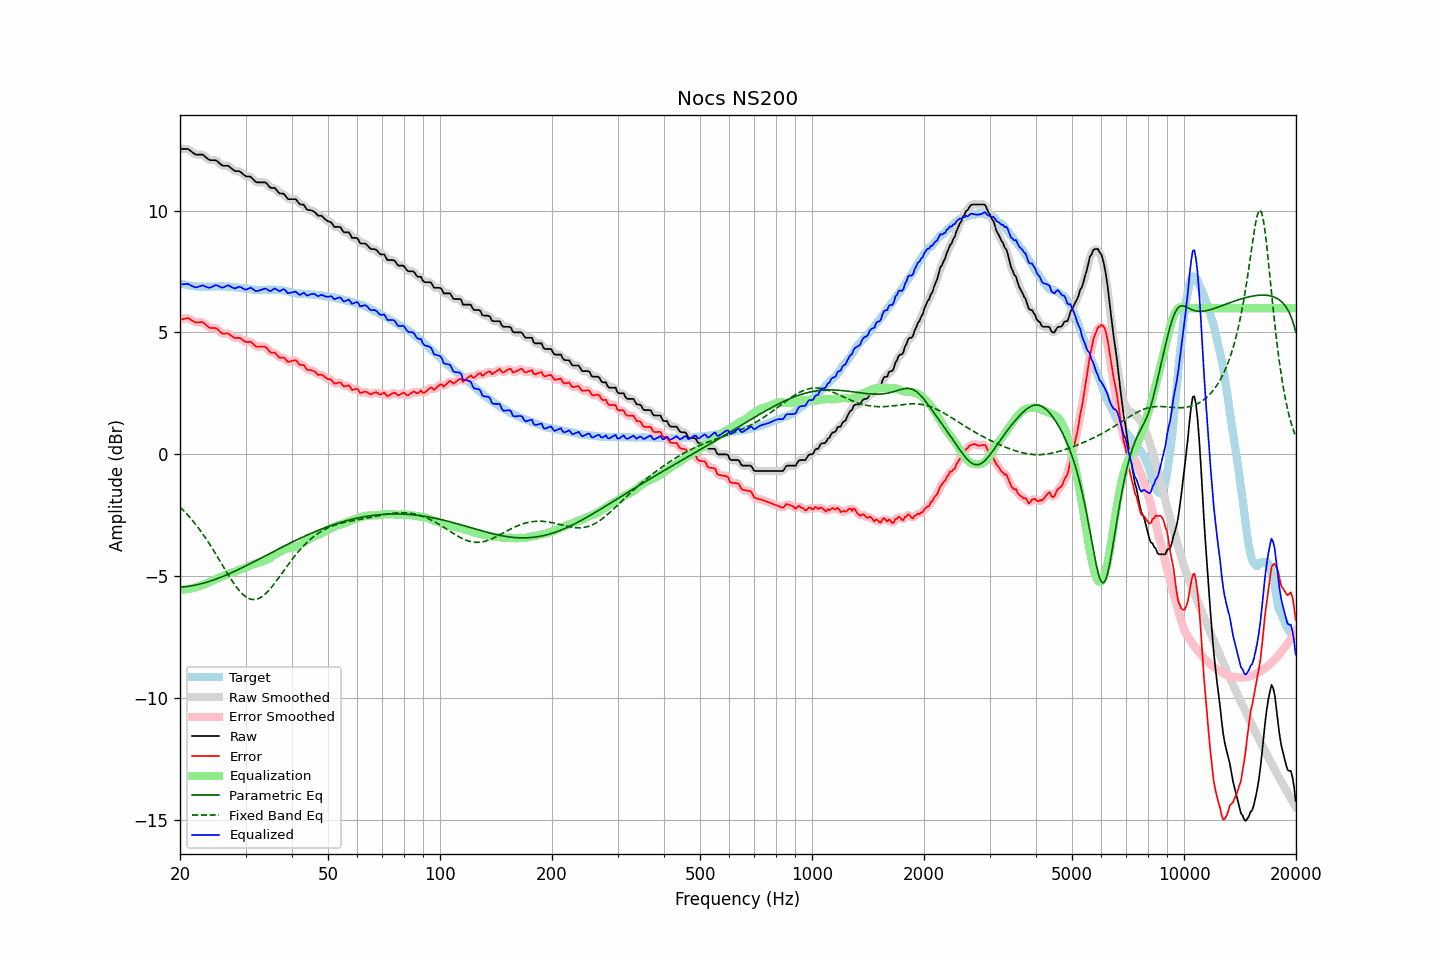 Nocs NS200
Amplitude (dBr)
10
5
0
−5
−10
−15
Target
Raw Smoothed
Error Smoothed
Raw
Error
Equalization
Parametric Eq
Fixed Band Eq
Equalized
20 50 100 200 500 1000 2000 5000 10000 20000
Frequency (Hz)